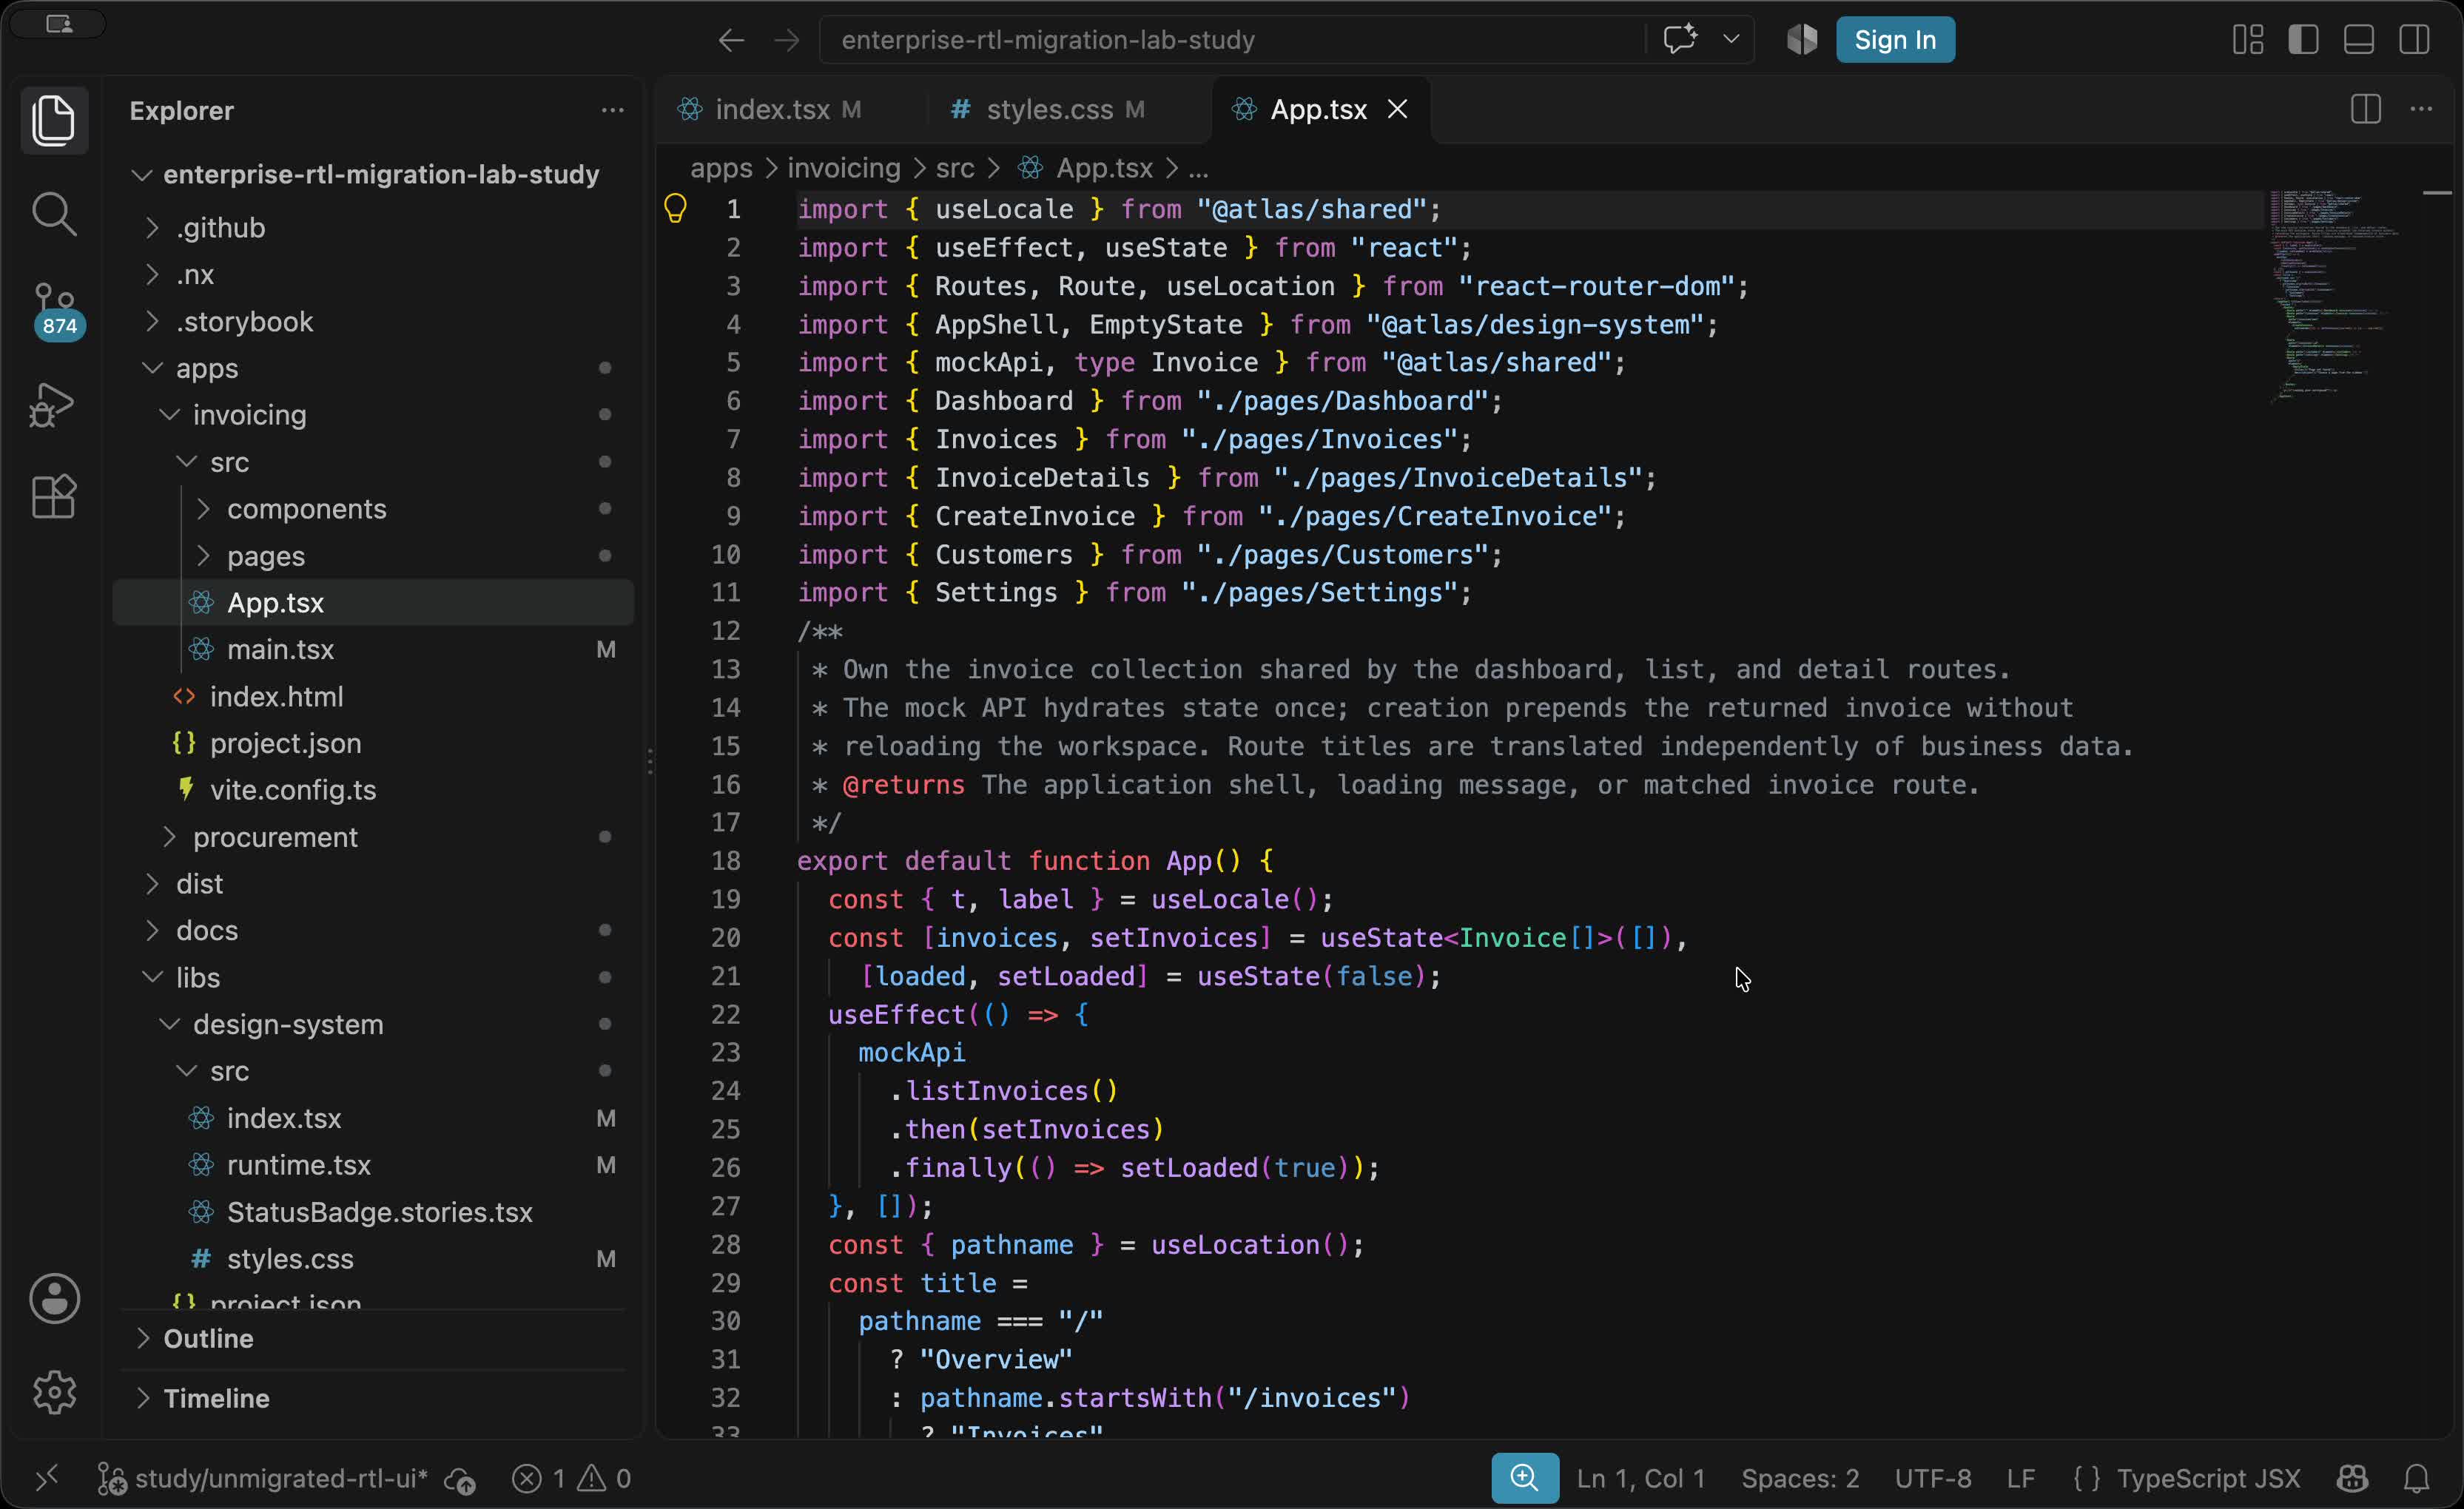 enterprise-rtl-migration-lab-study
Sign In
Explorer
enterprise-rtl-migration-lab-study
.github
.nx
.storybook
apps
invoicing
src
components
pages
App.tsx
main.tsx M
index.html
project.json
vite.config.ts
procurement
dist
docs
libs
design-system
src
index.tsx M
runtime.tsx M
StatusBadge.stories.tsx
styles.css M
project.json
Outline
Timeline
874
index.tsx M
styles.css M
App.tsx
apps > invoicing > src > App.tsx > ...
1 import { useLocale } from "@atlas/shared";
2 import { useEffect, useState } from "react";
3 import { Routes, Route, useLocation } from "react-router-dom";
4 import { AppShell, EmptyState } from "@atlas/design-system";
5 import { mockApi, type Invoice } from "@atlas/shared";
6 import { Dashboard } from "./pages/Dashboard";
7 import { Invoices } from "./pages/Invoices";
8 import { InvoiceDetails } from "./pages/InvoiceDetails";
9 import { CreateInvoice } from "./pages/CreateInvoice";
10 import { Customers } from "./pages/Customers";
11 import { Settings } from "./pages/Settings";
12 /**
13 * Own the invoice collection shared by the dashboard, list, and detail routes.
14 * The mock API hydrates state once; creation prepends the returned invoice without
15 * reloading the workspace. Route titles are translated independently of business data.
16 * @returns The application shell, loading message, or matched invoice route.
17 */
18 export default function App() {
19 const { t, label } = useLocale();
20 const [invoices, setInvoices] = useState<Invoice[]>([]),
21 [loaded, setLoaded] = useState(false);
22 useEffect(() => {
23 mockApi
24 .listInvoices()
25 .then(setInvoices)
26 .finally(() => setLoaded(true));
27 }, []);
28 const { pathname } = useLocation();
29 const title =
30 pathname === "/"
31 ? "Overview"
32 : pathname.startsWith("/invoices")
33 ? "Invoices"
study/unmigrated-rtl-ui*
1
0
Ln 1, Col 1
Spaces: 2
UTF-8
LF
{ } TypeScript JSX